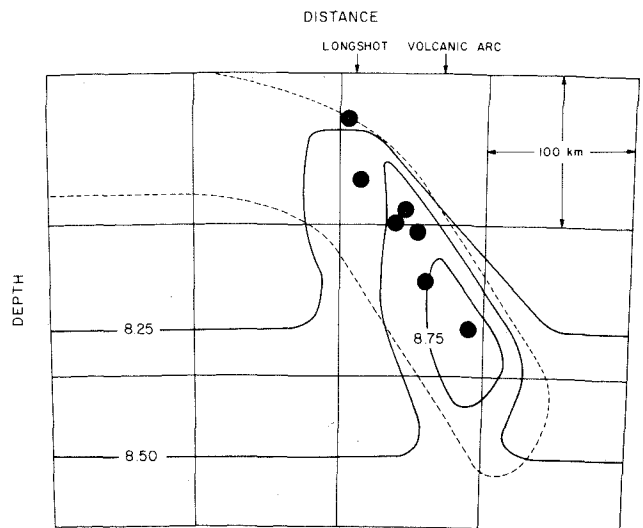 DISTANCE
LONGSHOT VOLCANIC ARC
100 km
DEPTH
8.25
8.75
8.50